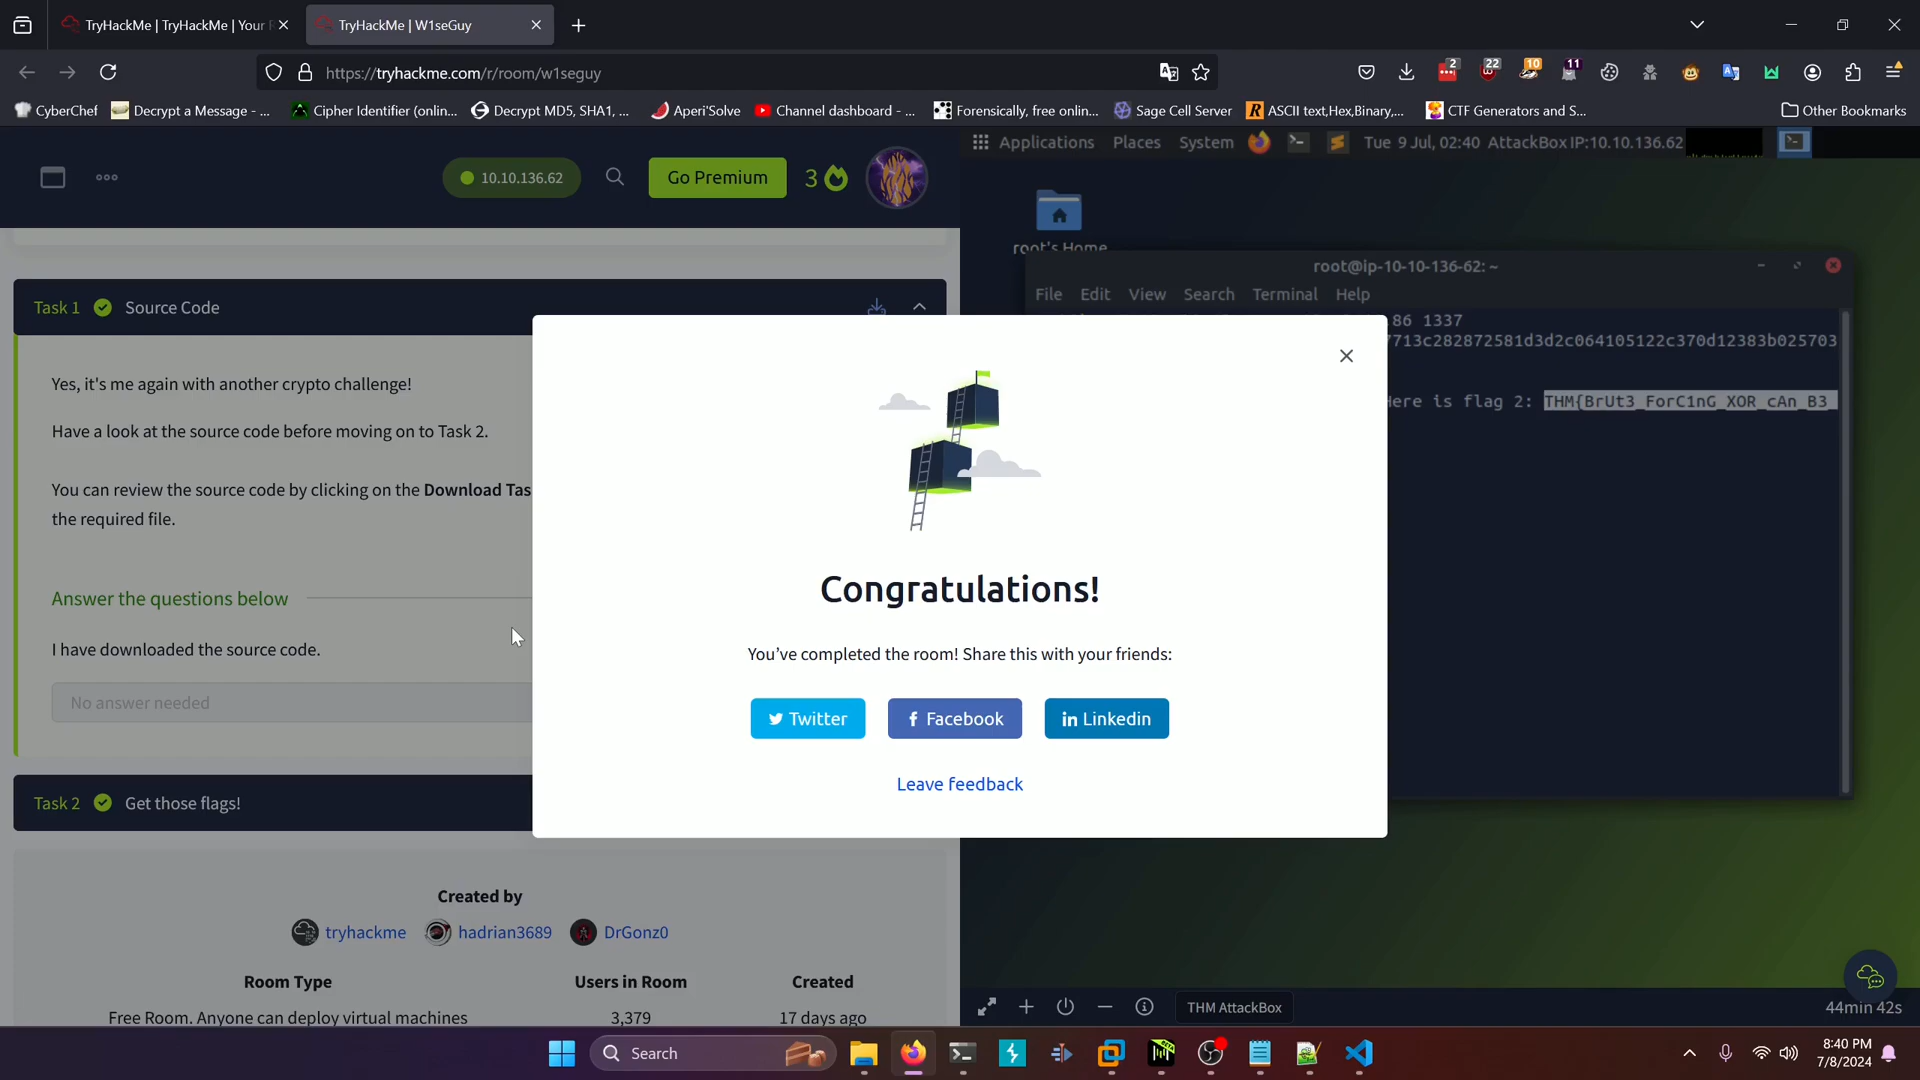 TryHackMe | TryHackMe | Your R
TryHackMe | W1seGuy
https://tryhackme.com/r/room/w1seguy
2
22
10
11
CyberChef
Decrypt a Message - ...
Cipher Identifier (onlin...
Decrypt MD5, SHA1, ...
Aperi'Solve
Channel dashboard - ...
Forensically, free onlin...
Sage Cell Server
ASCII text,Hex,Binary,...
CTF Generators and S...
Other Bookmarks
10.10.136.62
Go Premium
3
Applications Places System
Tue 9 Jul, 02:40 AttackBox IP:10.10.136.62
root's Home
root@ip-10-10-136-62: ~
File Edit View Search Terminal Help
86 1337
7713c282872581d3d2c064105122c370d12383b025703
ere is flag 2: THM{BrUt3_ForC1nG_XOR_cAn_B3_
Task 1 Source Code
Yes, it's me again with another crypto challenge!
Have a look at the source code before moving on to Task 2.
You can review the source code by clicking on the Download Tas
the required file.
Answer the questions below
I have downloaded the source code.
No answer needed
Task 2 Get those flags!
Congratulations!
You've completed the room! Share this with your friends:
Twitter
Facebook
in Linkedin
Leave feedback
Created by
tryhackme
hadrian3689
DrGonz0
Room Type
Users in Room
Created
Free Room. Anyone can deploy virtual machines
3,379
17 days ago
THM AttackBox
44min 42s
Search
BETA
8:40 PM
7/8/2024